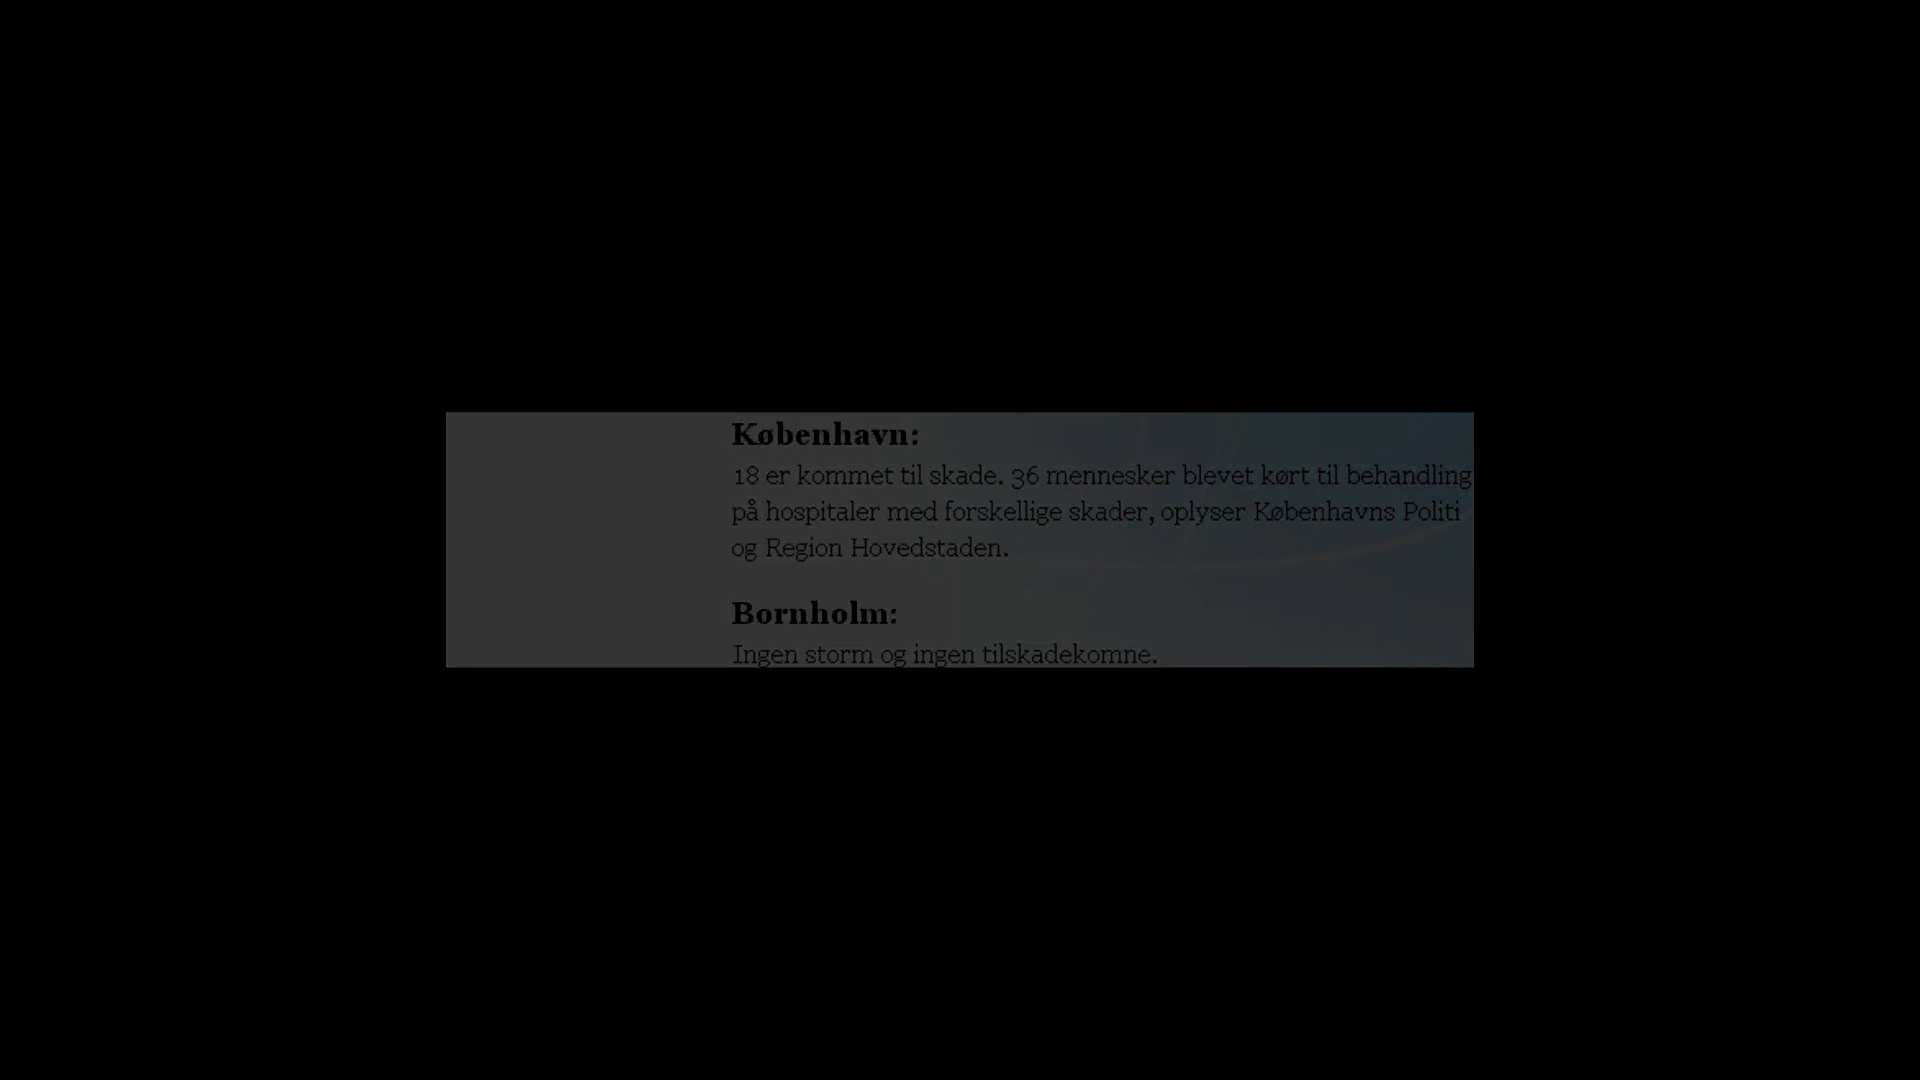 København:
18 er kommet til skade. 36 mennesker blevet kørt til behandling
på hospitaler med forskellige skader, oplyser Københavns Politi
og Region Hovedstaden.
Bornholm:
Ingen storm og ingen tilskadekomne.